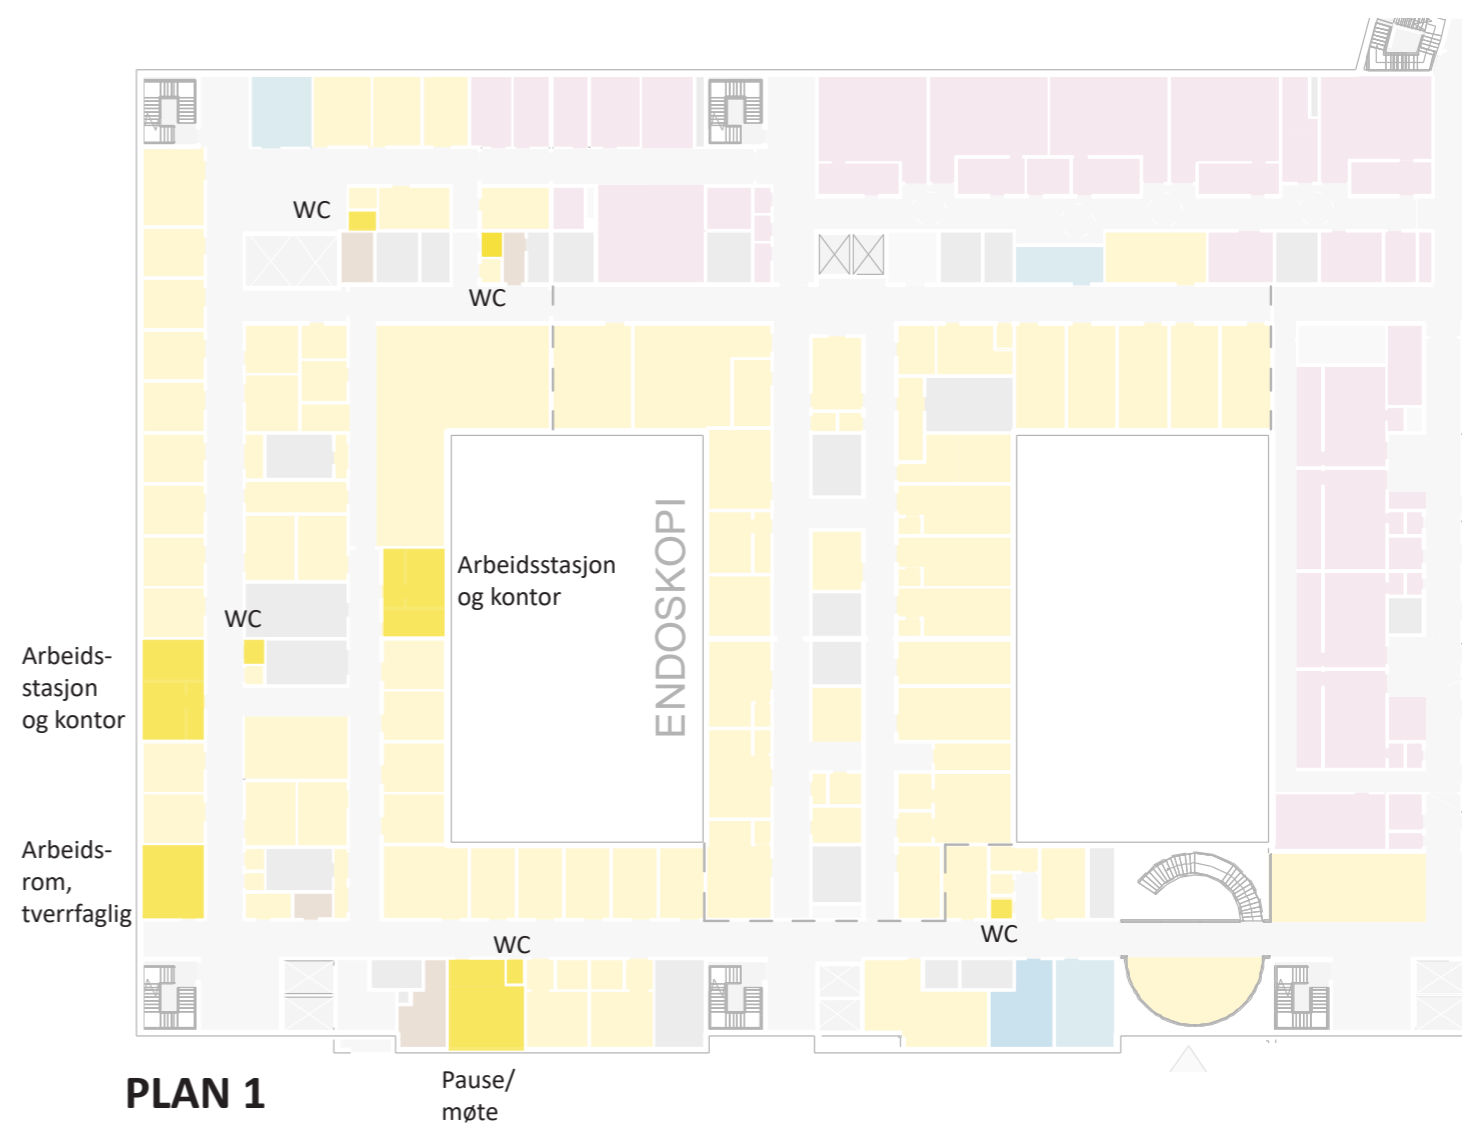 WC
WC
Arbeidsstasjon
og kontor
ENDOSKOPI
WC
Arbeids-
stasjon
og kontor
Arbeids-
rom,
tverrfaglig
WC
WC
Pause/
møte
PLAN 1